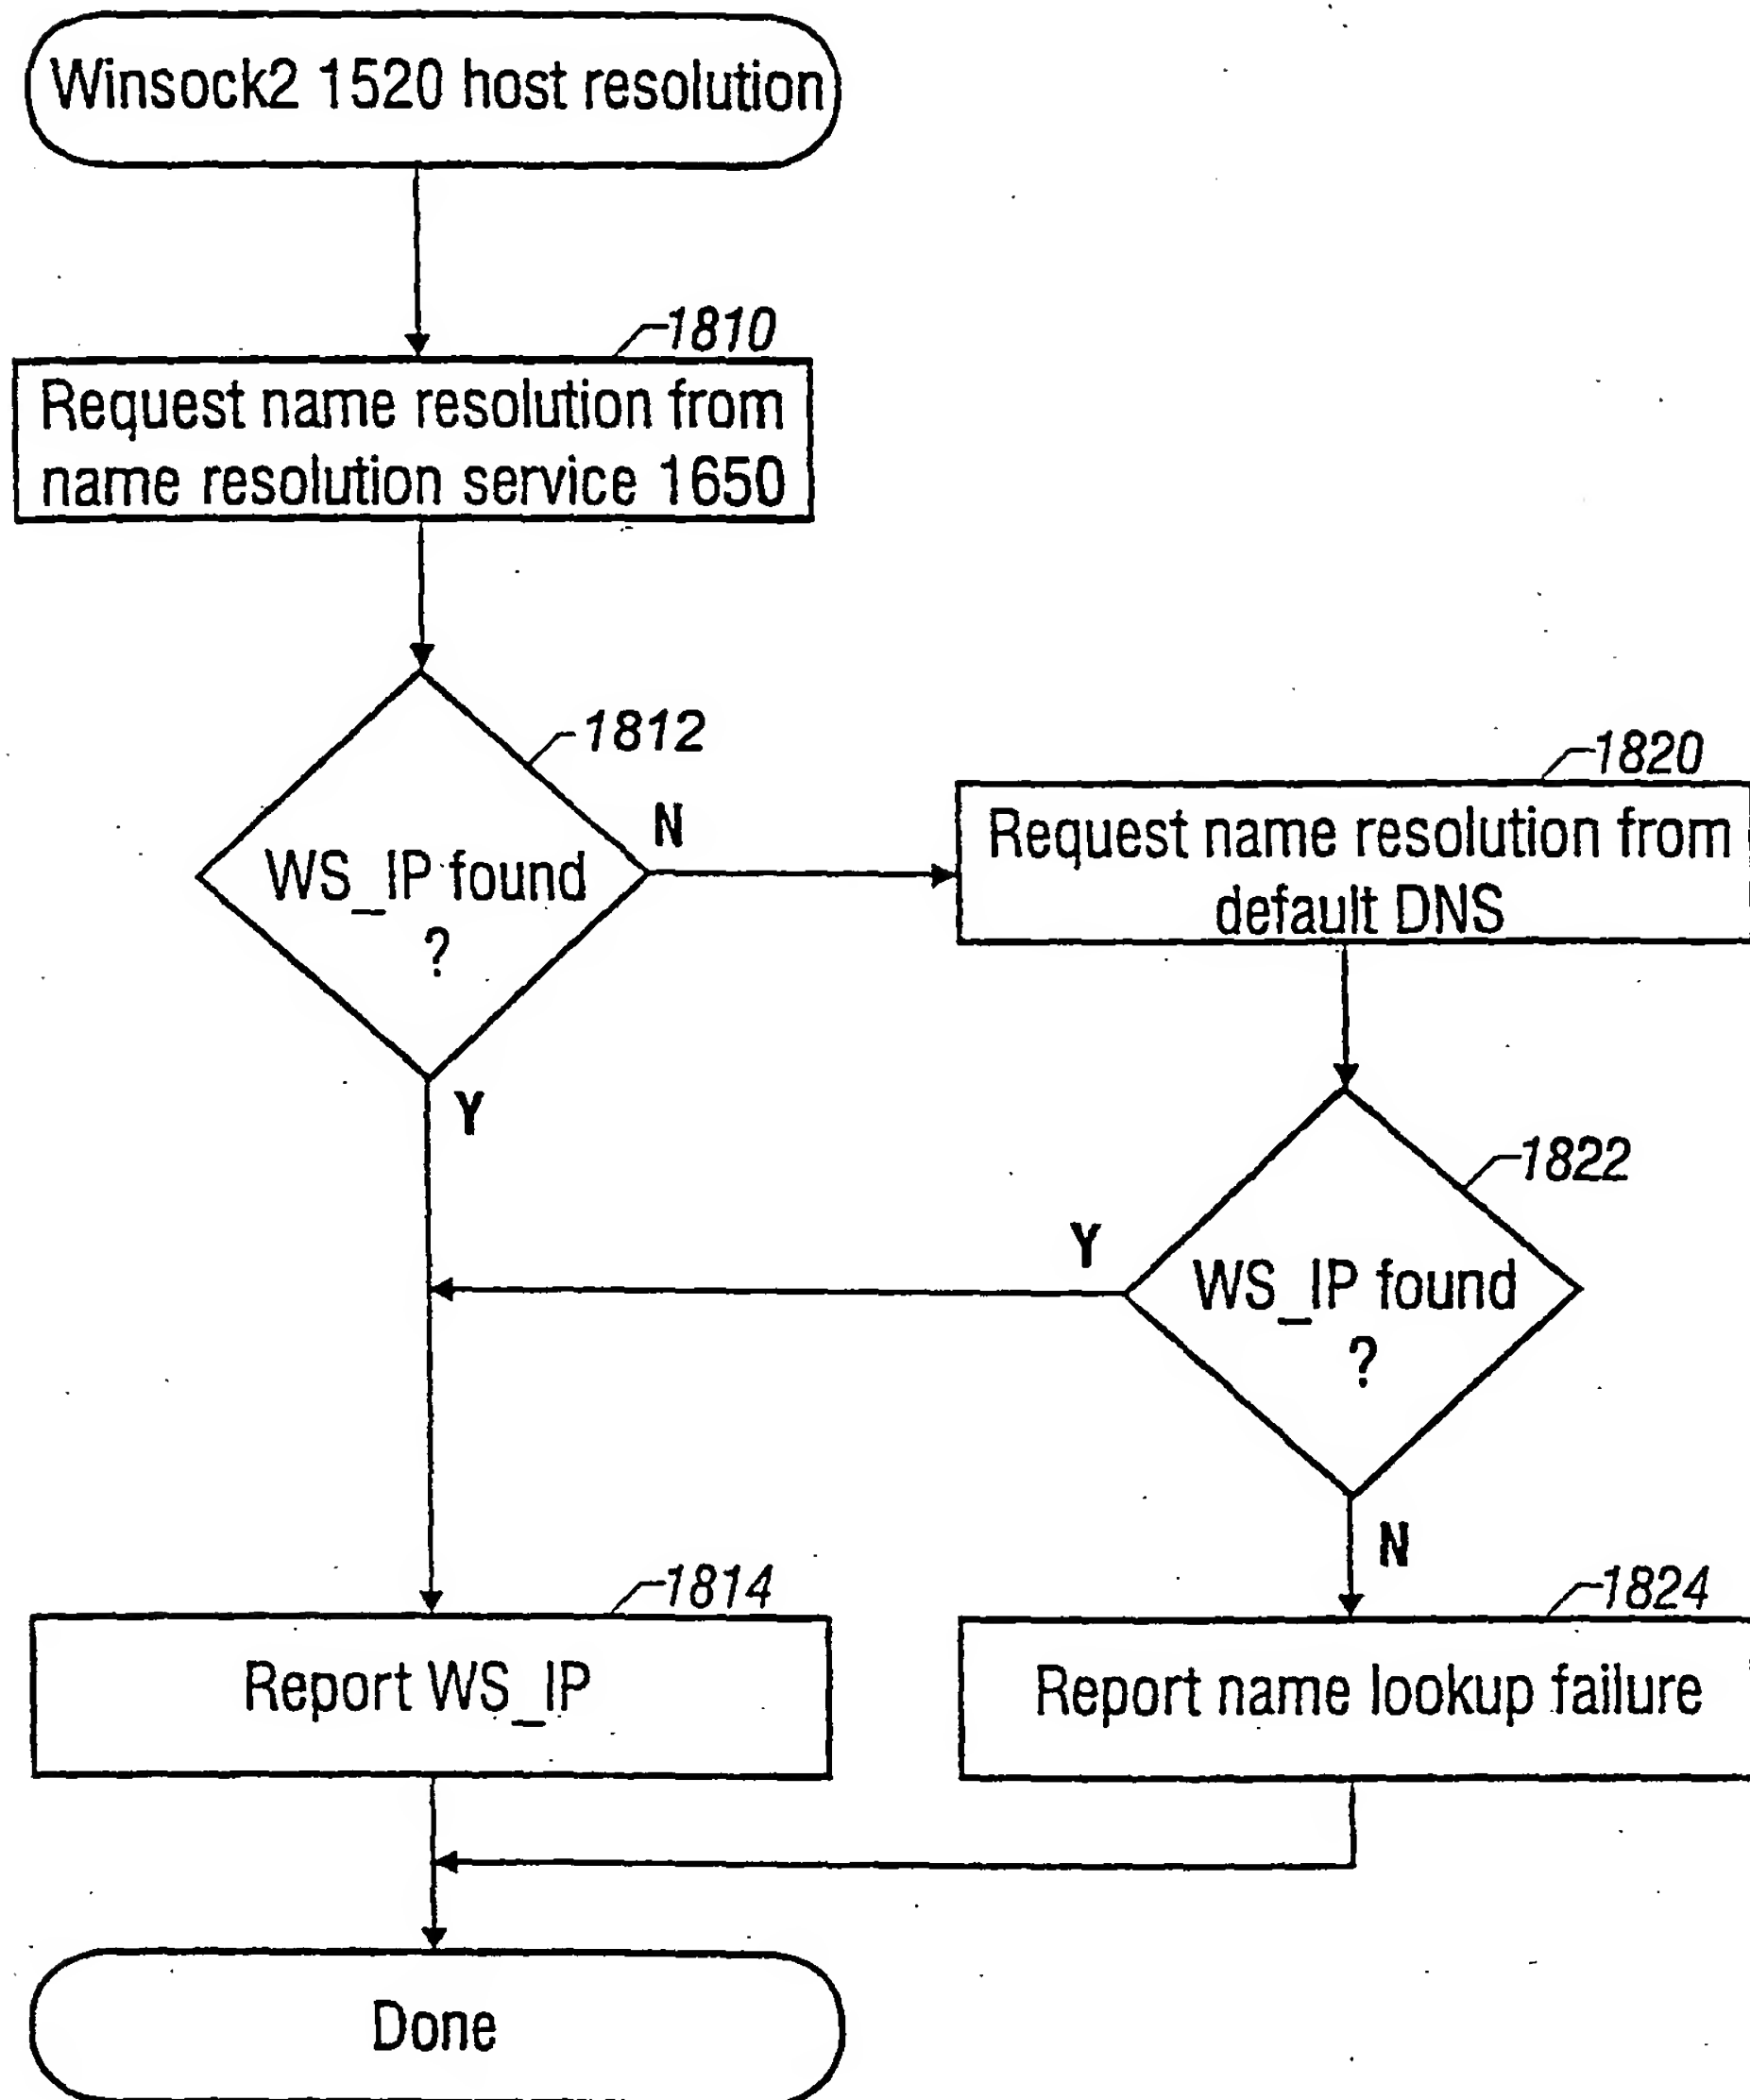 Winsock2 1520 host resolution
1810
Request name resolution from
name resolution service 1650
1812
WS_IP found
?
N
Y
1820
Request name resolution from
default DNS
1822
WS_IP found
?
Y
N
1814
Report WS_IP
1824
Report name lookup failure
Done